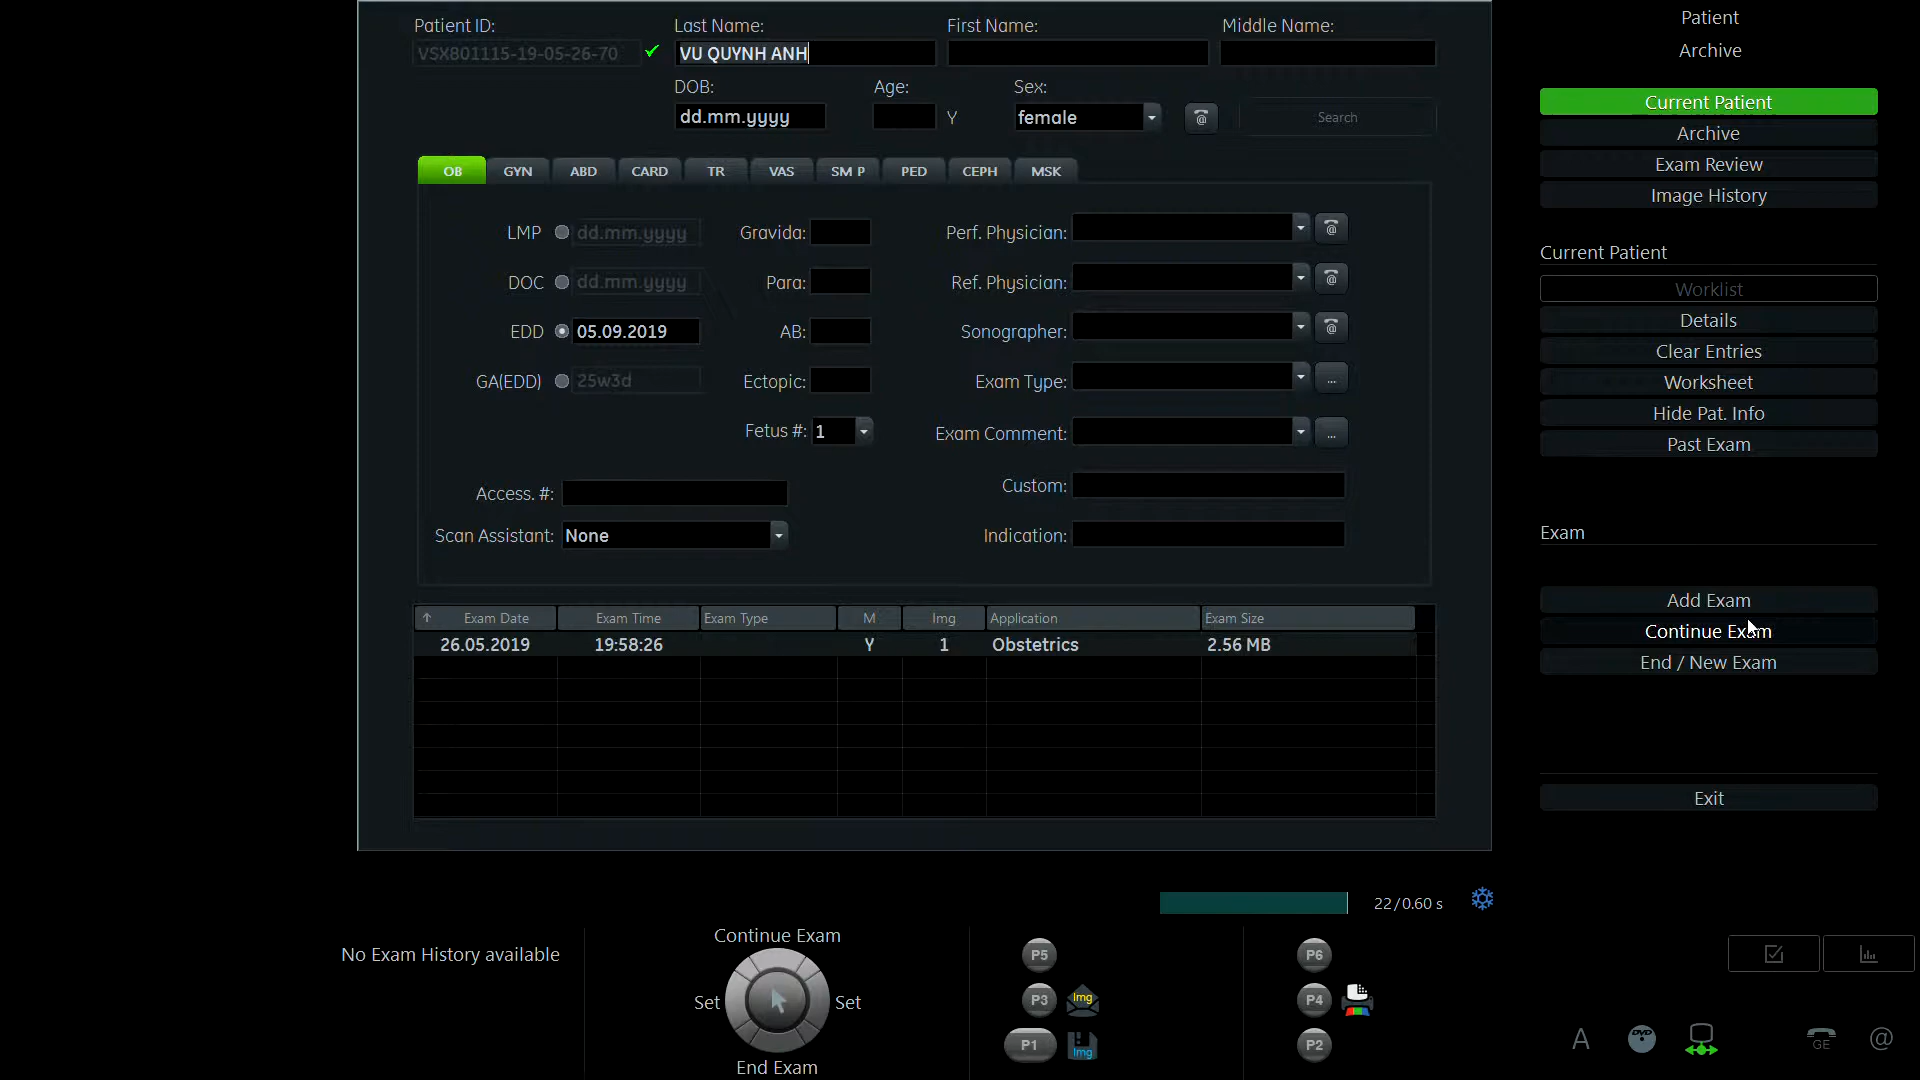 Patient ID:
Last Name:
First Name:
Middle Name:
VSX801115-19-05-26-70
VU QUYNH ANH
DOB:
Age:
Sex:
dd.mm.yyyy
Y
female
Search
OB
GYN
ABD
CARD
TR
VAS
SM P
PED
CEPH
MSK
LMP
dd.mm.yyyy
DOC
dd.mm.yyyy
EDD
05.09.2019
GA(EDD)
25w3d
Gravida:
Para:
AB:
Ectopic:
Fetus #: 1
Perf. Physician:
Ref. Physician:
Sonographer:
Exam Type:
...
Exam Comment:
...
Custom:
Indication:
Access. #:
Scan Assistant: None
Exam Date
Exam Time
Exam Type
M
Img
Application
Exam Size
26.05.2019
19:58:26
Y
1
Obstetrics
2.56 MB
Patient
Archive
Current Patient
Archive
Exam Review
Image History
Current Patient
Worklist
Details
Clear Entries
Worksheet
Hide Pat. Info
Past Exam
Exam
Add Exam
Continue Exam
End / New Exam
Exit
22/0.60 s
No Exam History available
Continue Exam
Set
Set
End Exam
P5
P3
Img
P1
Img
P6
P4
P2
A
DVD
GE
@